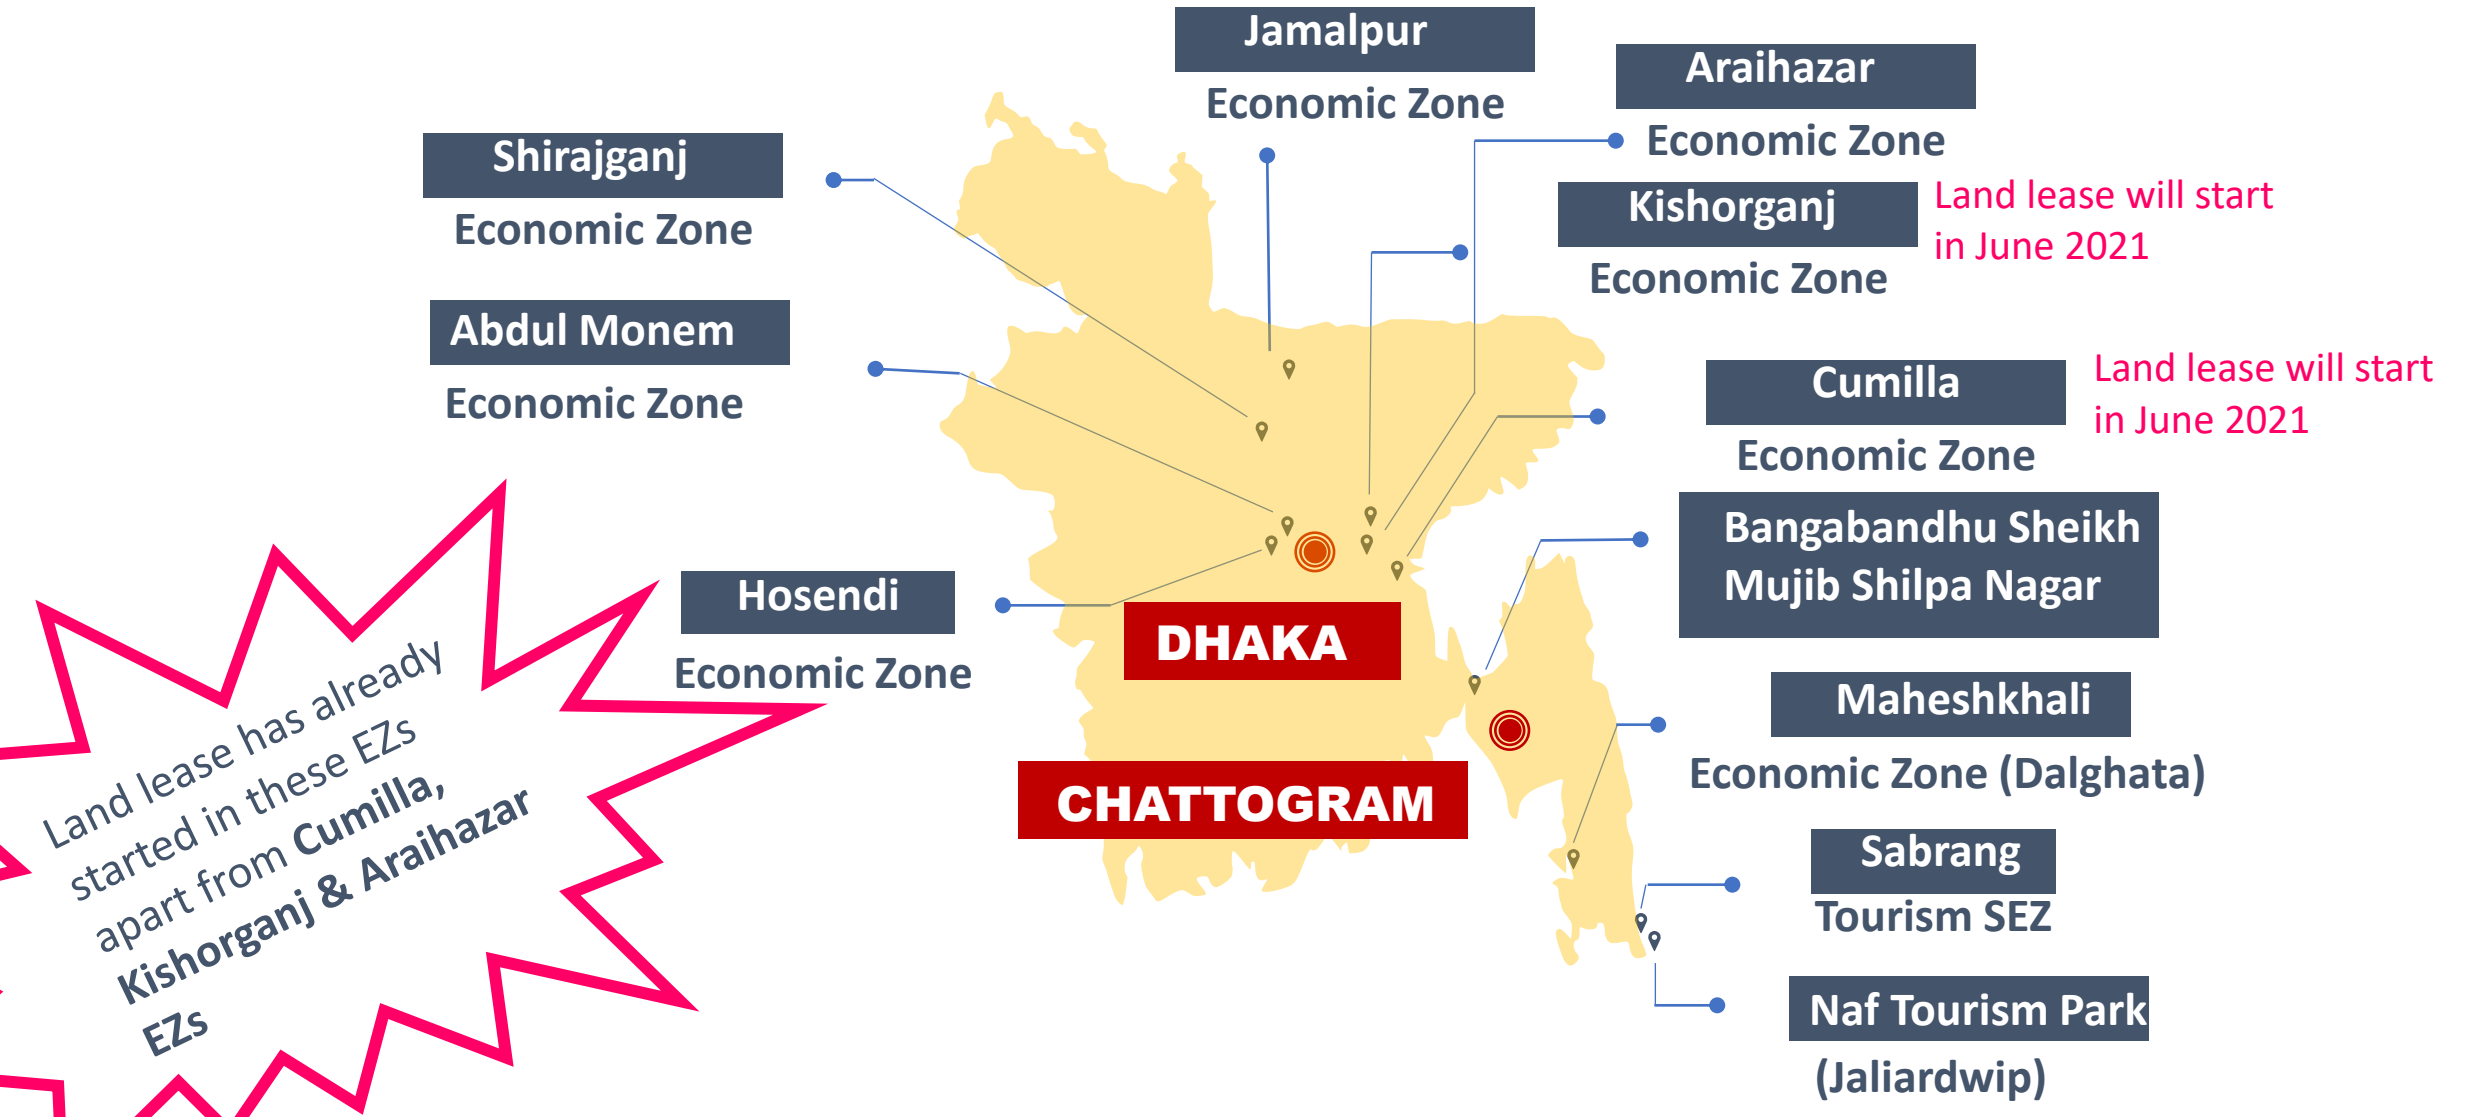 Jamalpur
Economic Zone
Araihazar
Economic Zone
Shirajganj
Economic Zone
Kishorganj
Economic Zone
Land lease will start
in June 2021
Abdul Monem
Economic Zone
Cumilla
Economic Zone
Land lease will start
in June 2021
Bangabandhu Sheikh
Mujib Shilpa Nagar
Hosendi
Economic Zone
DHAKA
Maheshkhali
Economic Zone (Dalghata)
CHATTOGRAM
Sabrang
Tourism SEZ
Naf Tourism Park
(Jaliardwip)
Land lease has already
started in these EZs
apart from Cumilla,
Kishorganj & Araihazar
EZs